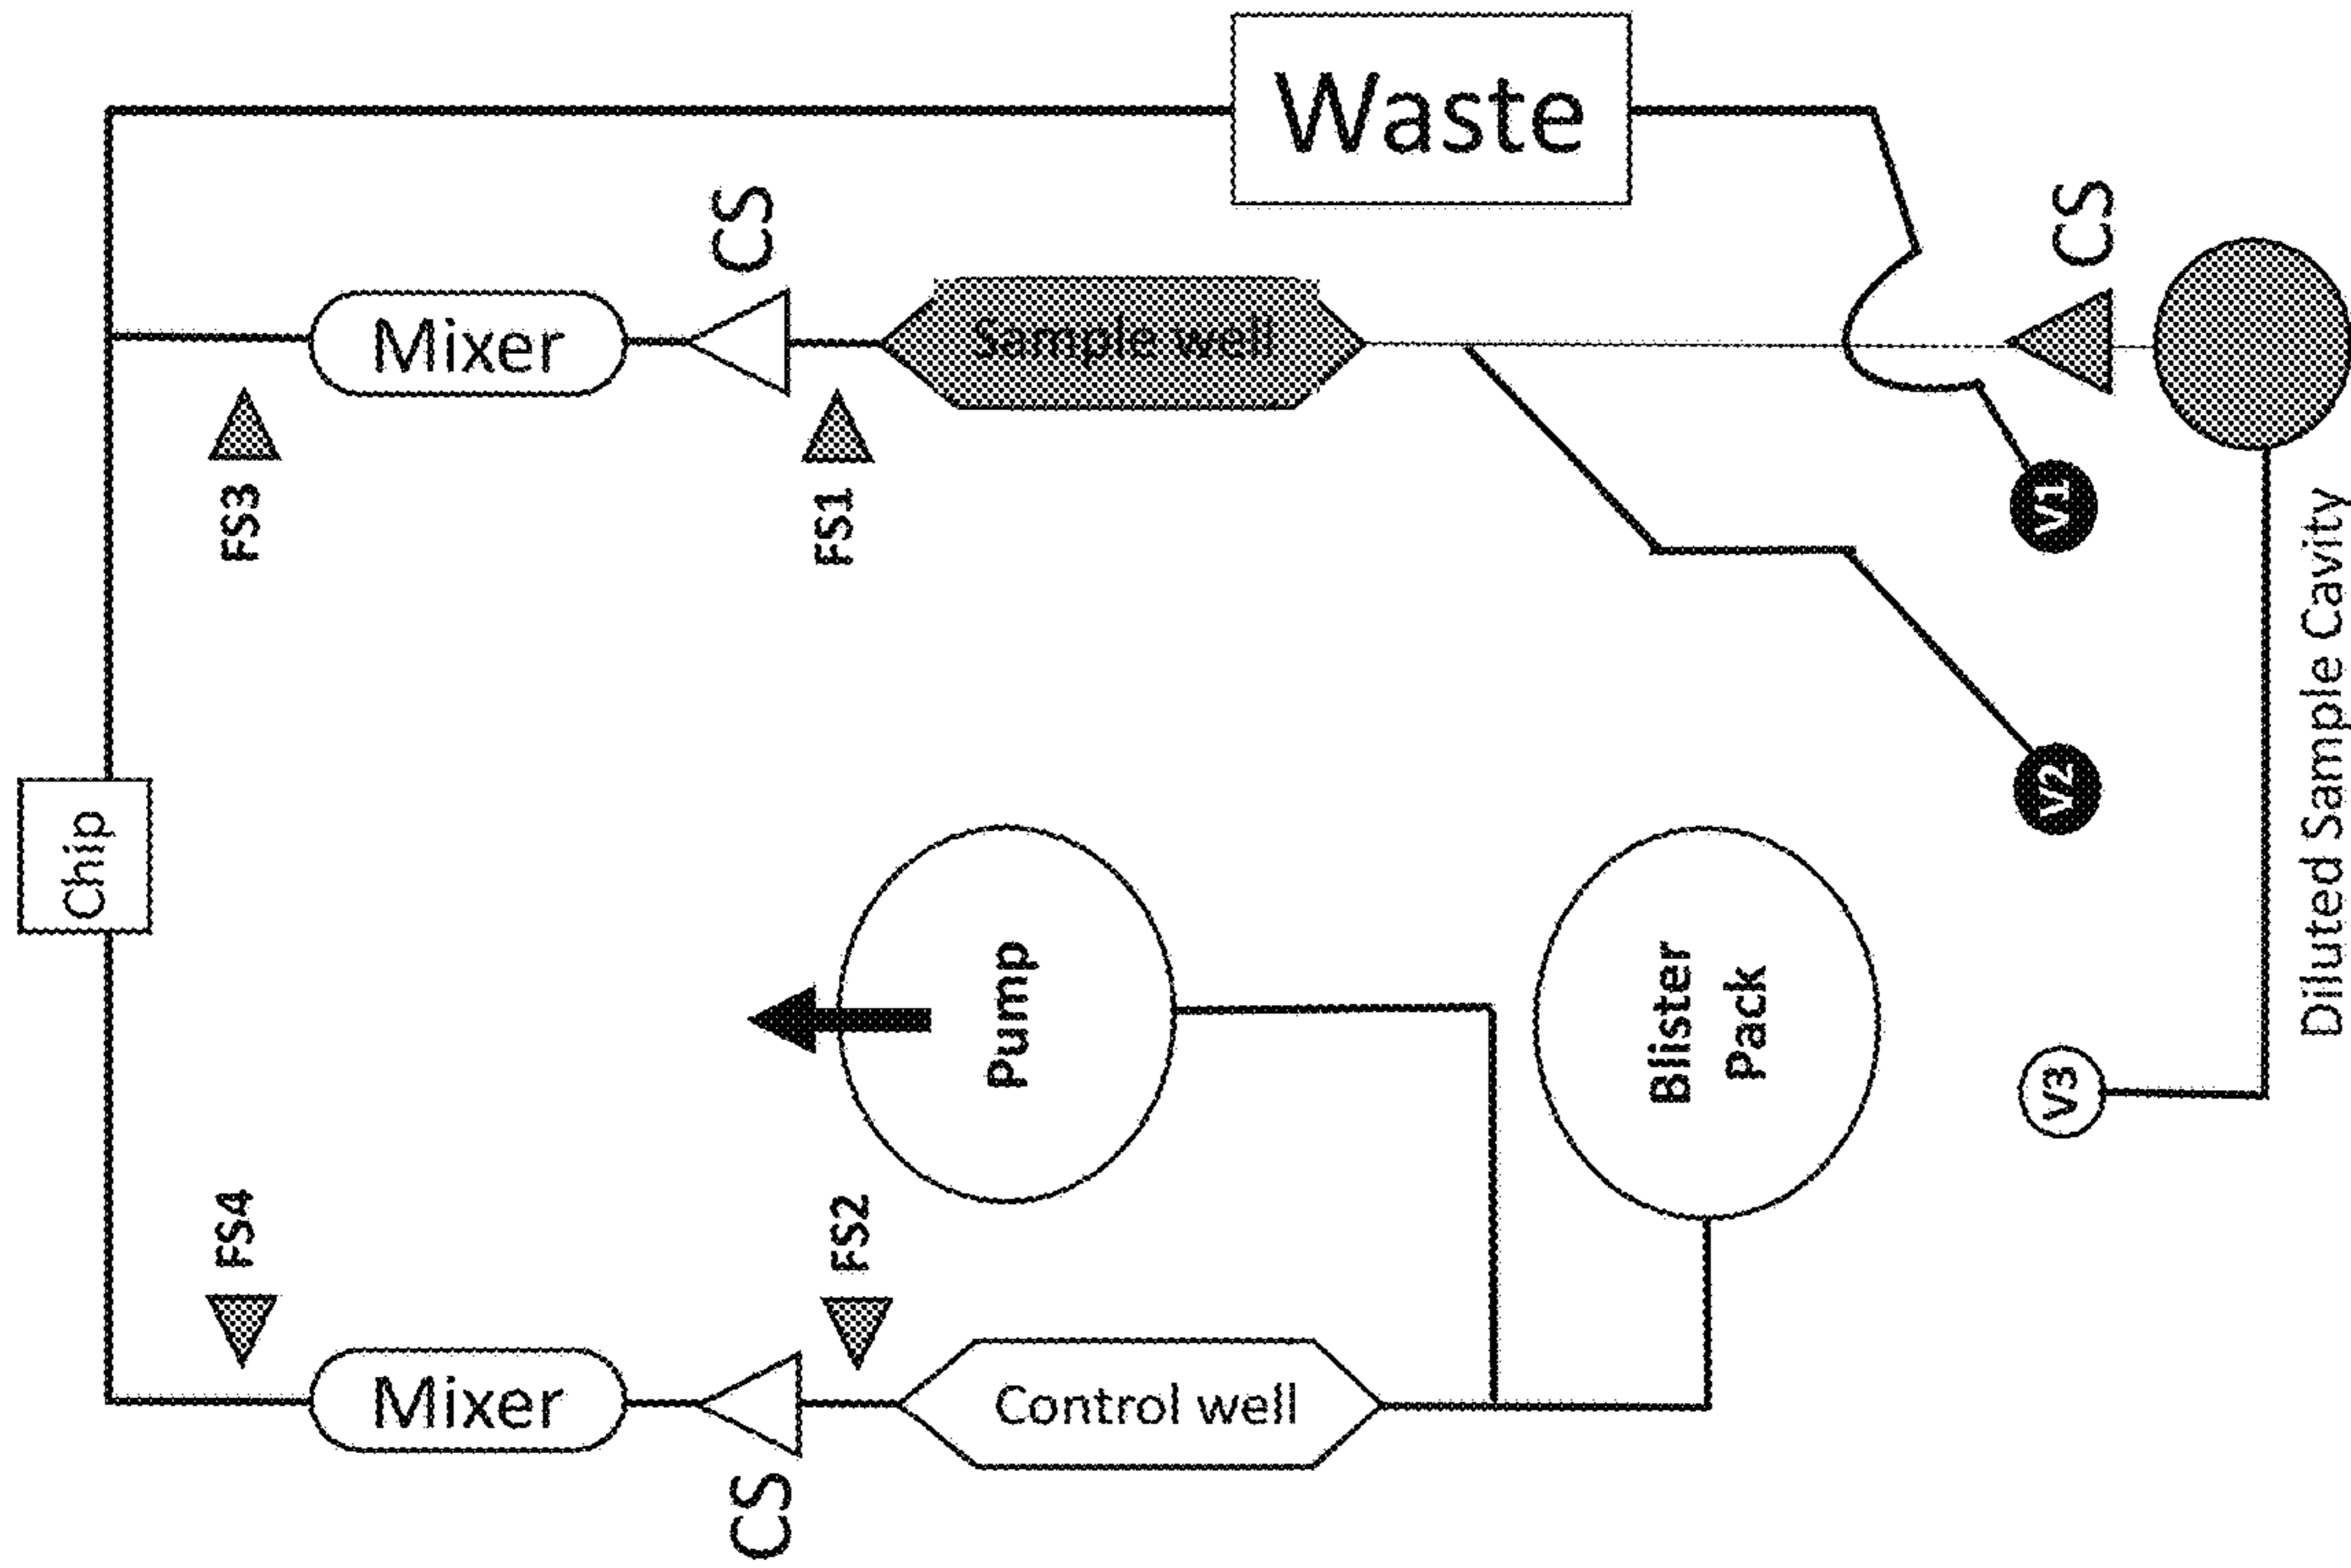 Waste
CS
CS
Mixer
Sample well
FS3
FS1
V1
Chip
V2
Diluted Sample Cavity
Pump
Blister
Pack
V3
FS4
FS2
Mixer
Control well
CS